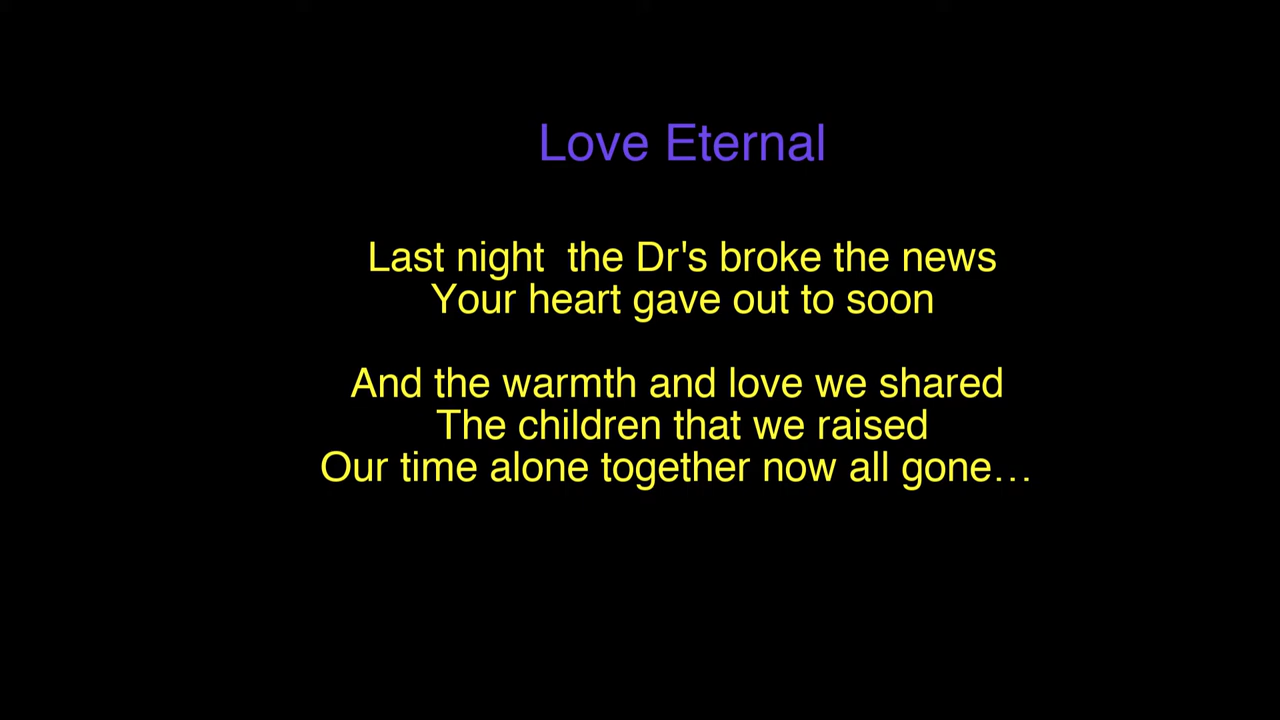 Love Eternal
Last night  the Dr's broke the news
Your heart gave out to soon
And the warmth and love we shared
The children that we raised
Our time alone together now all gone…